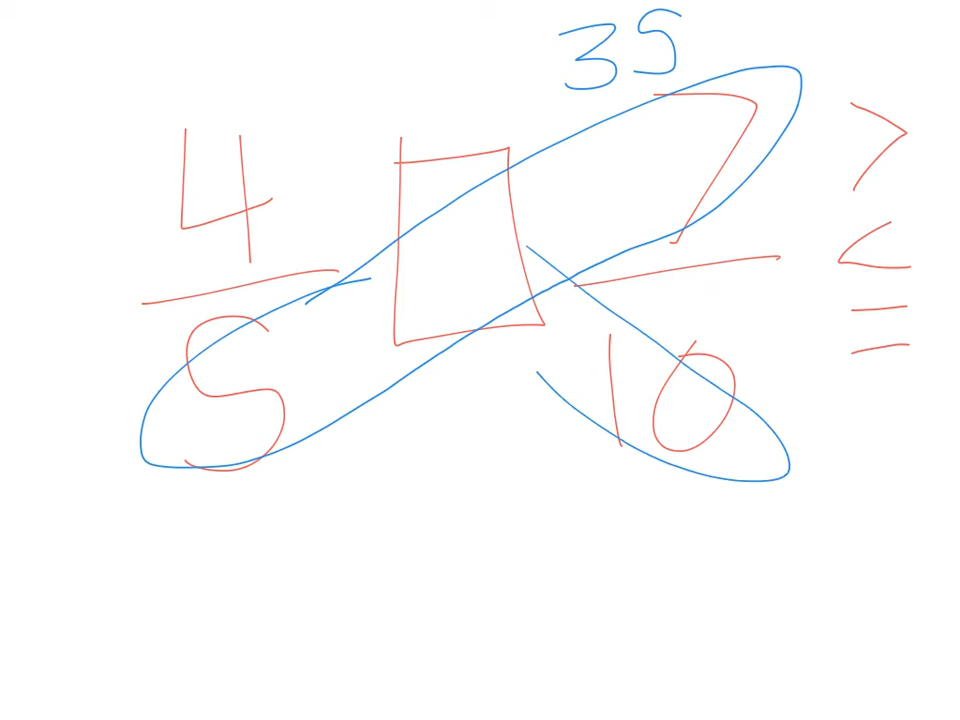 35
4 □ 7 >
— — <
5 10 =